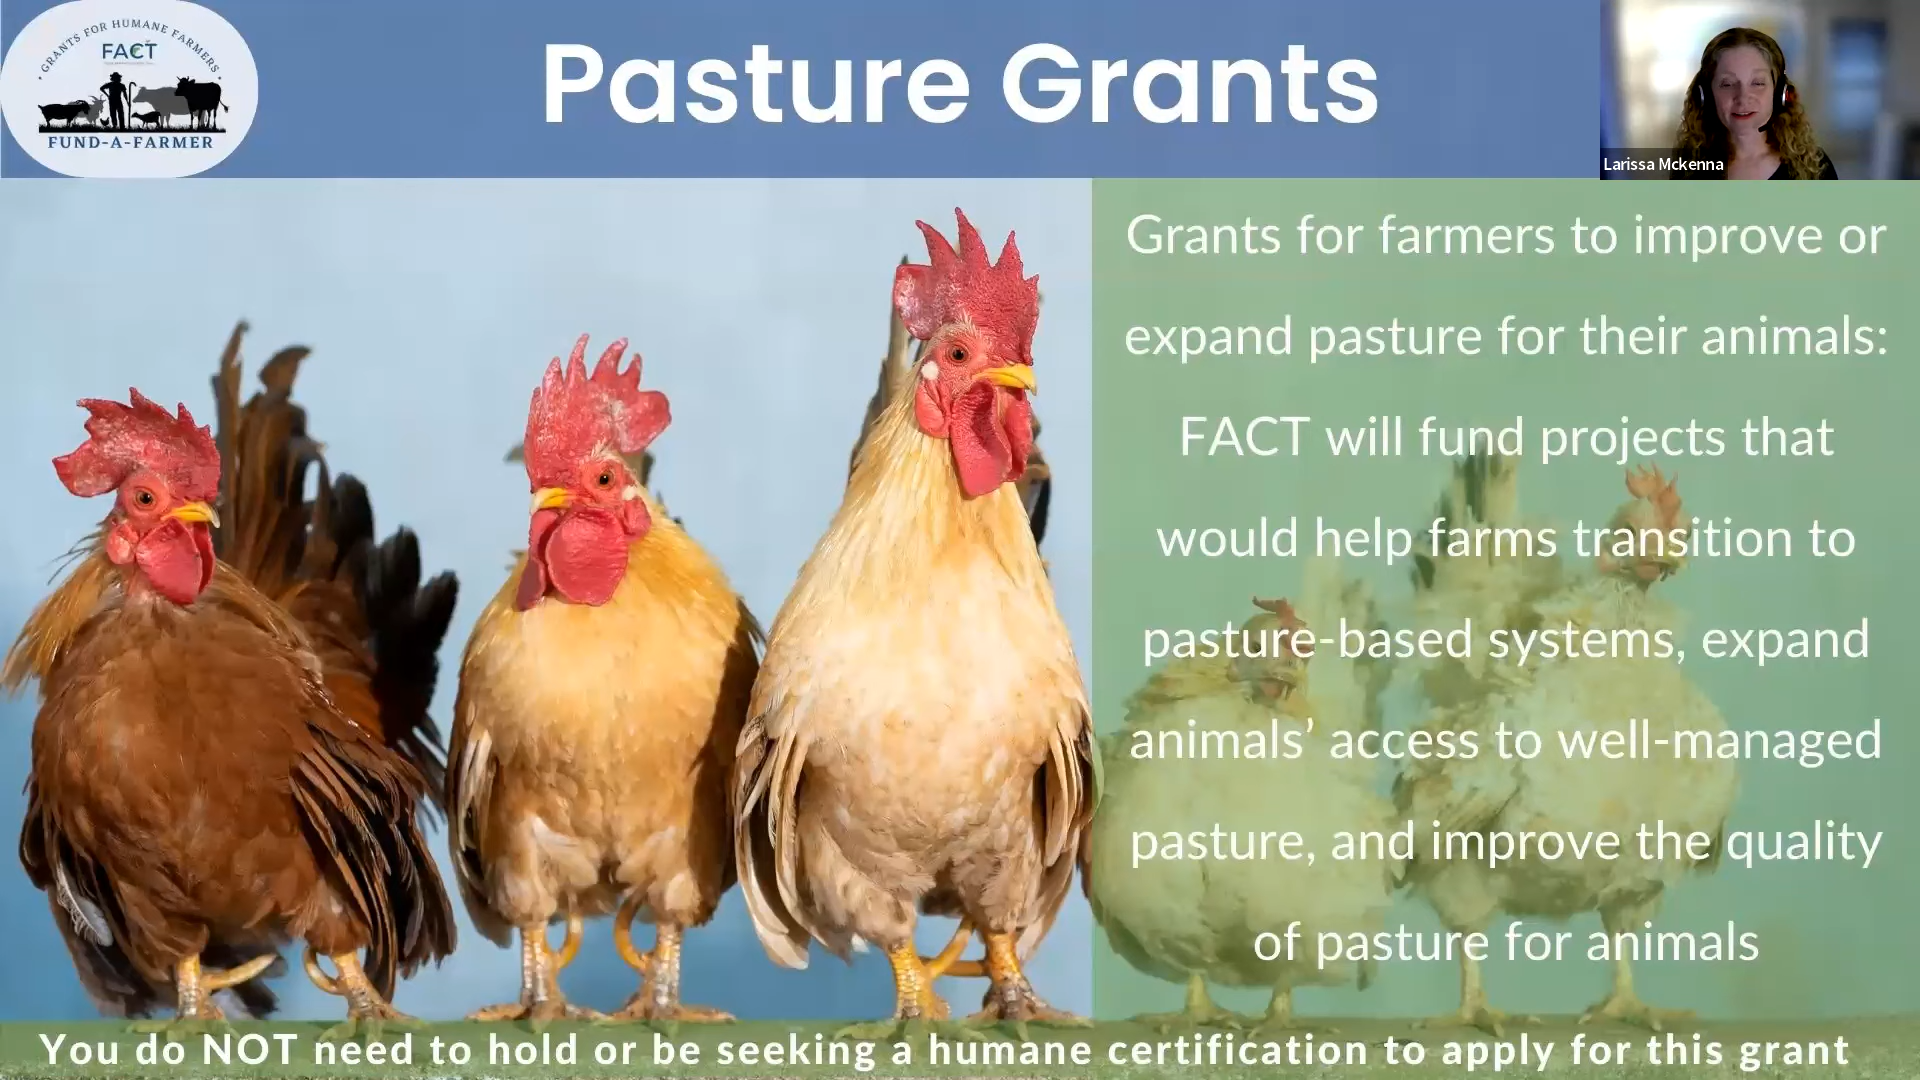 GRANTS FOR HUMANE FARMERS
FACT
FUND-A-FARMER
Pasture Grants
Larissa Mckenna
Grants for farmers to improve or
expand pasture for their animals:
FACT will fund projects that
would help farms transition to
pasture-based systems, expand
animals’ access to well-managed
pasture, and improve the quality
of pasture for animals
You do NOT need to hold or be seeking a humane certification to apply for this grant